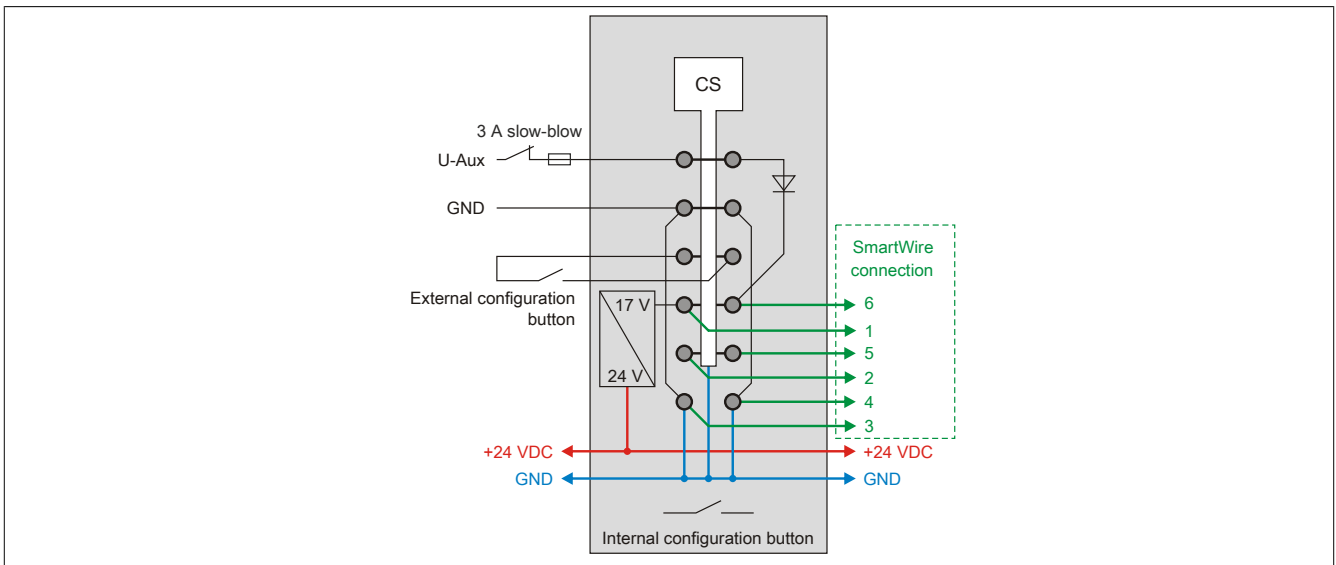 CS
3 A slow-blow
U-Aux
GND
External configuration
button
17 V
24 V
SmartWire
connection
6
1
5
2
4
3
+24 VDC
+24 VDC
GND
GND
Internal configuration button